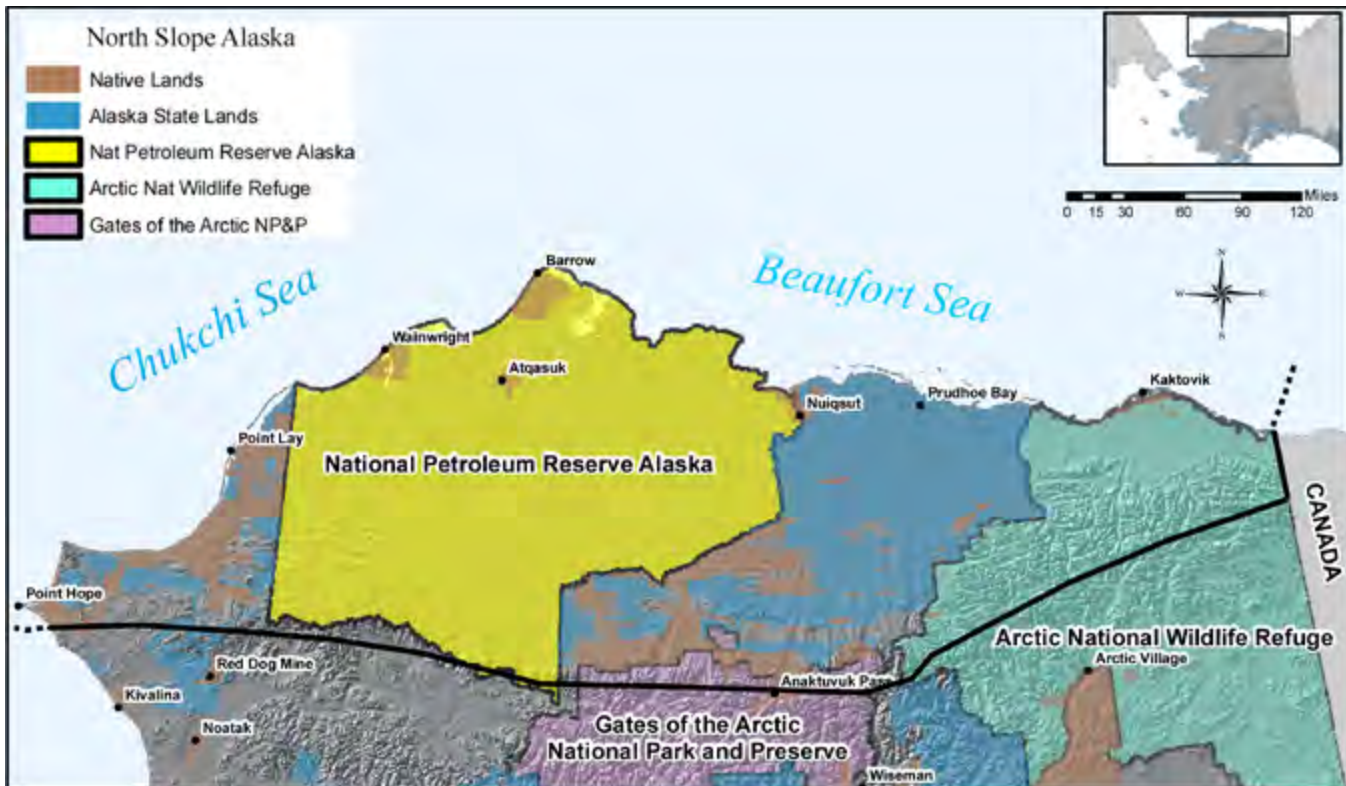 North Slope Alaska
Native Lands
Alaska State Lands
Nat Petroleum Reserve Alaska
Arctic Nat Wildlife Refuge
Gates of the Arctic NP&P
Miles
0 15 30 60 90 120
N
W E
S
Chukchi Sea
Beaufort Sea
Barrow
Wainwright
Atqasuk
Nuiqsut
Prudhoe Bay
Kaktovik
Point Lay
National Petroleum Reserve Alaska
CANADA
Point Hope
Red Dog Mine
Kivalina
Noatak
Anaktuvuk Pass
Arctic National Wildlife Refuge
Arctic Village
Gates of the Arctic
National Park and Preserve
Wiseman